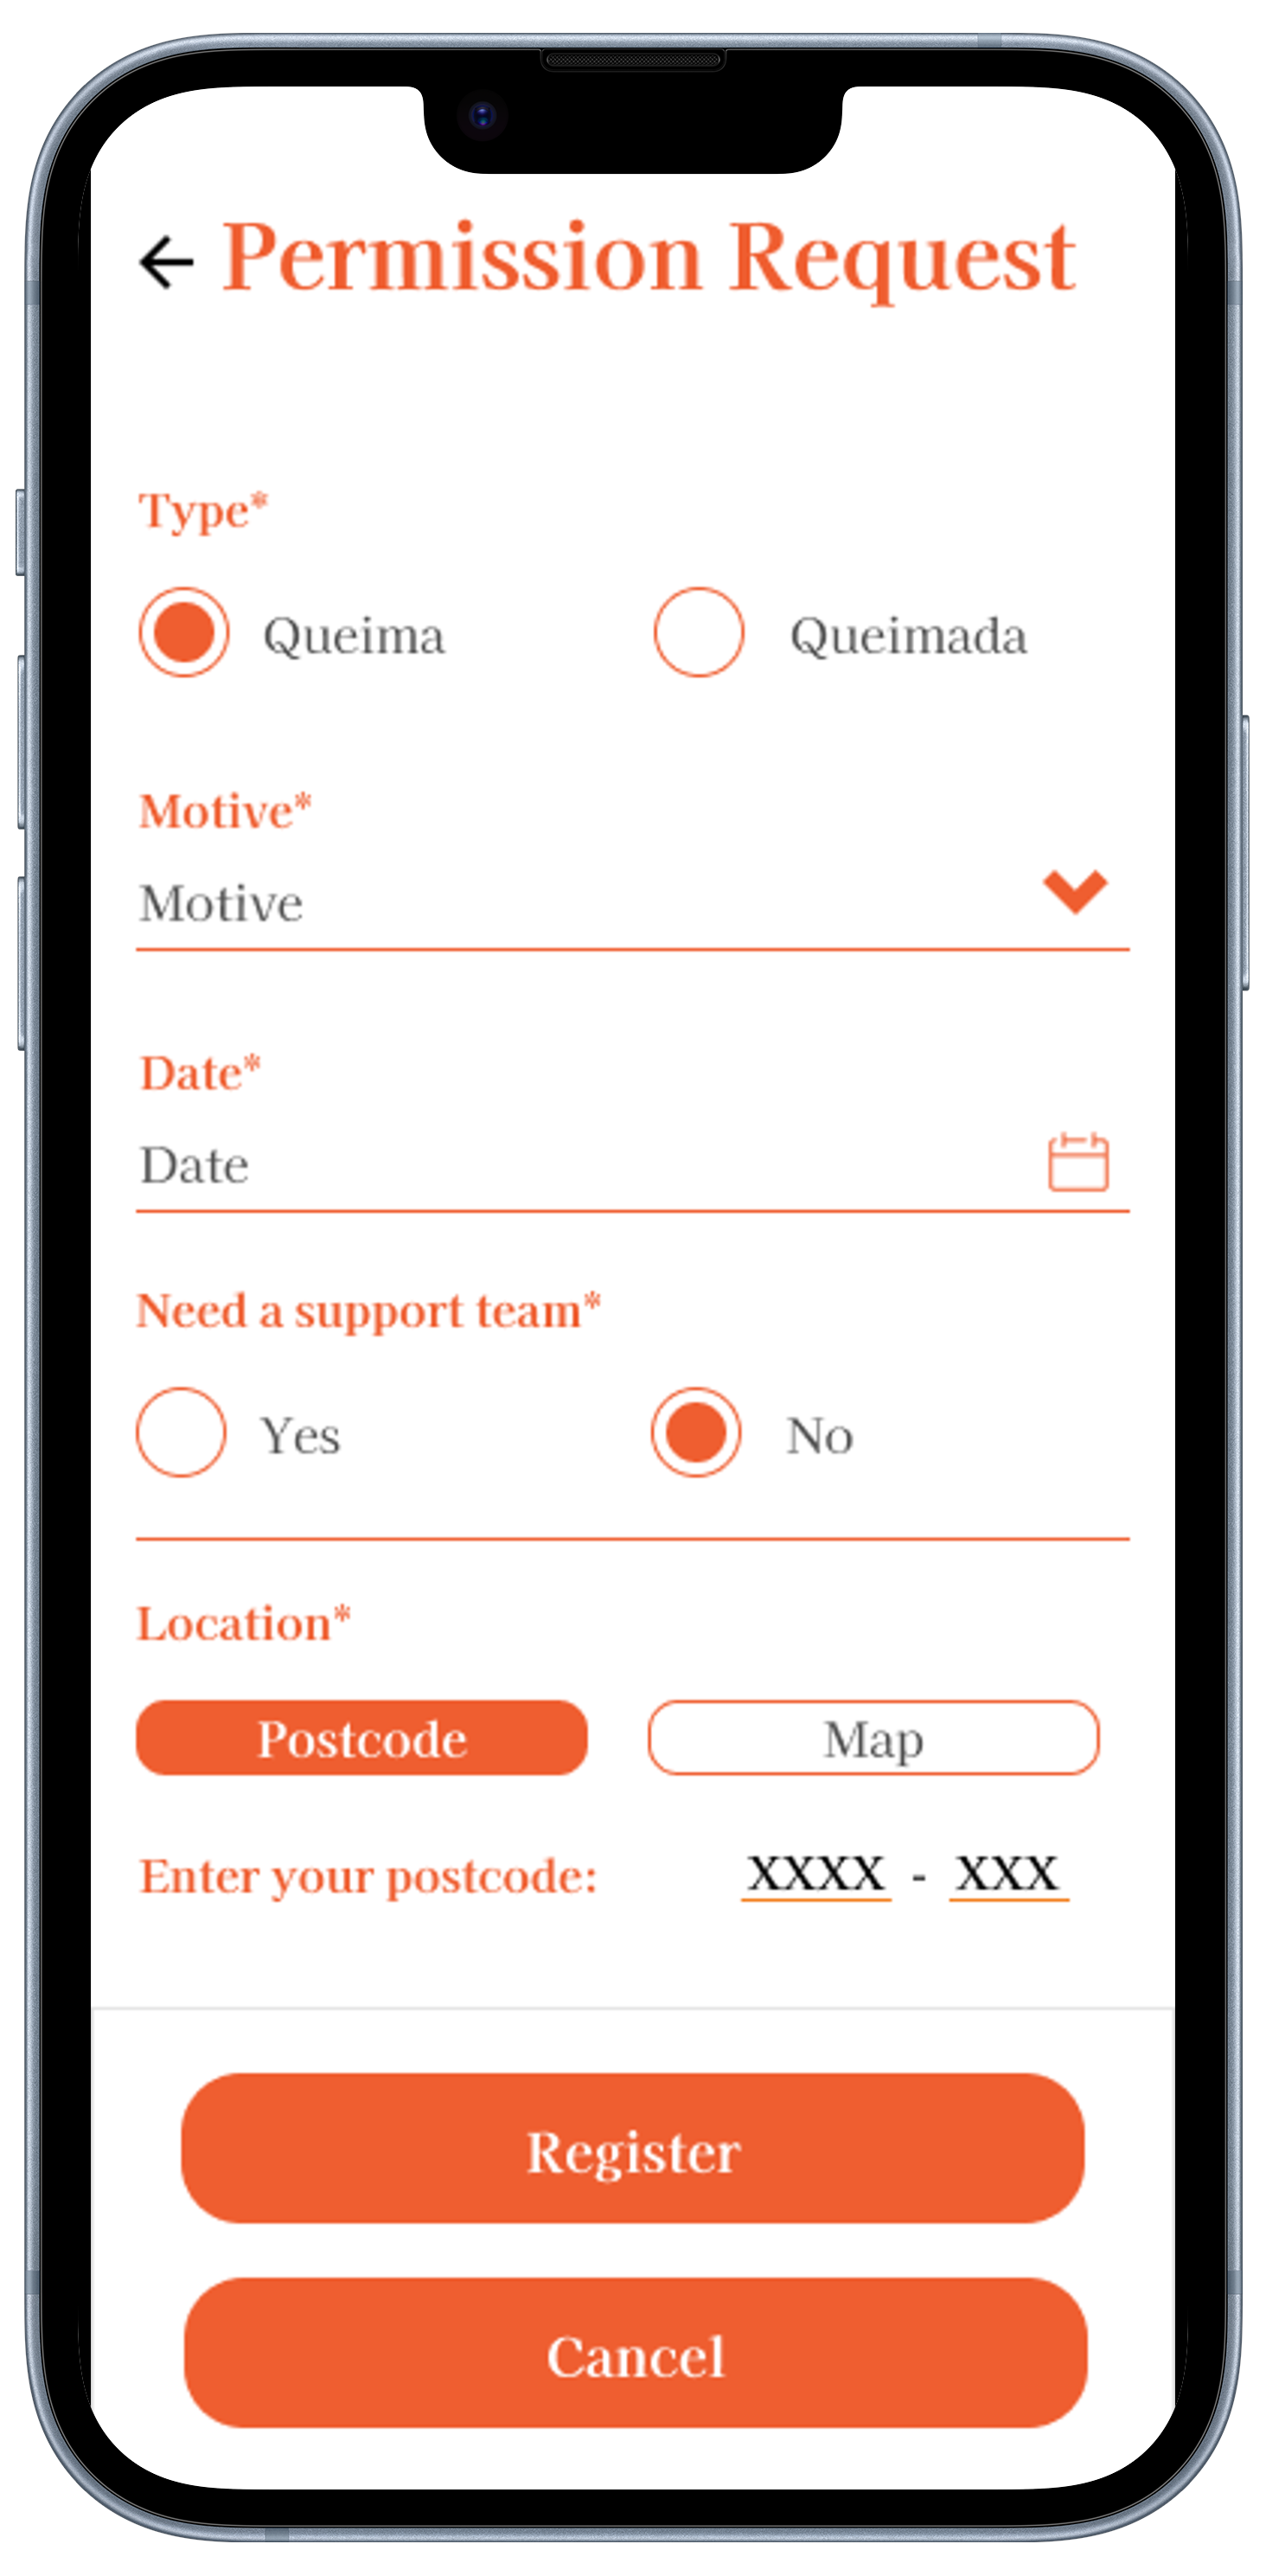 Permission Request
Type*
Queima Queimada
Motive*
Motive
Date*
Date
Need a support team*
Yes No
Location*
Postcode Map
Enter your postcode: XXXX - XXX
Register
Cancel